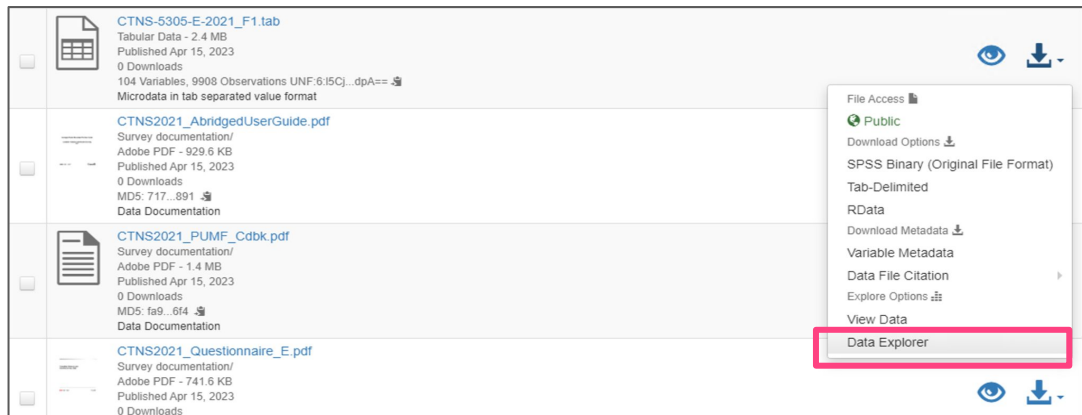 CTNS-5305-E-2021_F1.tab
Tabular Data - 2.4 MB
Published Apr 15, 2023
0 Downloads
104 Variables, 9908 Observations UNF:6:I5Cj...dpA==
Microdata in tab separated value format
CTNS2021_AbridgedUserGuide.pdf
Survey documentation/
Adobe PDF - 929.6 KB
Published Apr 15, 2023
0 Downloads
MD5: 717...891
Data Documentation
CTNS2021_PUMF_Cdbk.pdf
Survey documentation/
Adobe PDF - 1.4 MB
Published Apr 15, 2023
0 Downloads
MD5: fa9...6f4
Data Documentation
CTNS2021_Questionnaire_E.pdf
Survey documentation/
Adobe PDF - 741.6 KB
Published Apr 15, 2023
0 Downloads
File Access
Public
Download Options
SPSS Binary (Original File Format)
Tab-Delimited
RData
Download Metadata
Variable Metadata
Data File Citation
Explore Options
View Data
Data Explorer